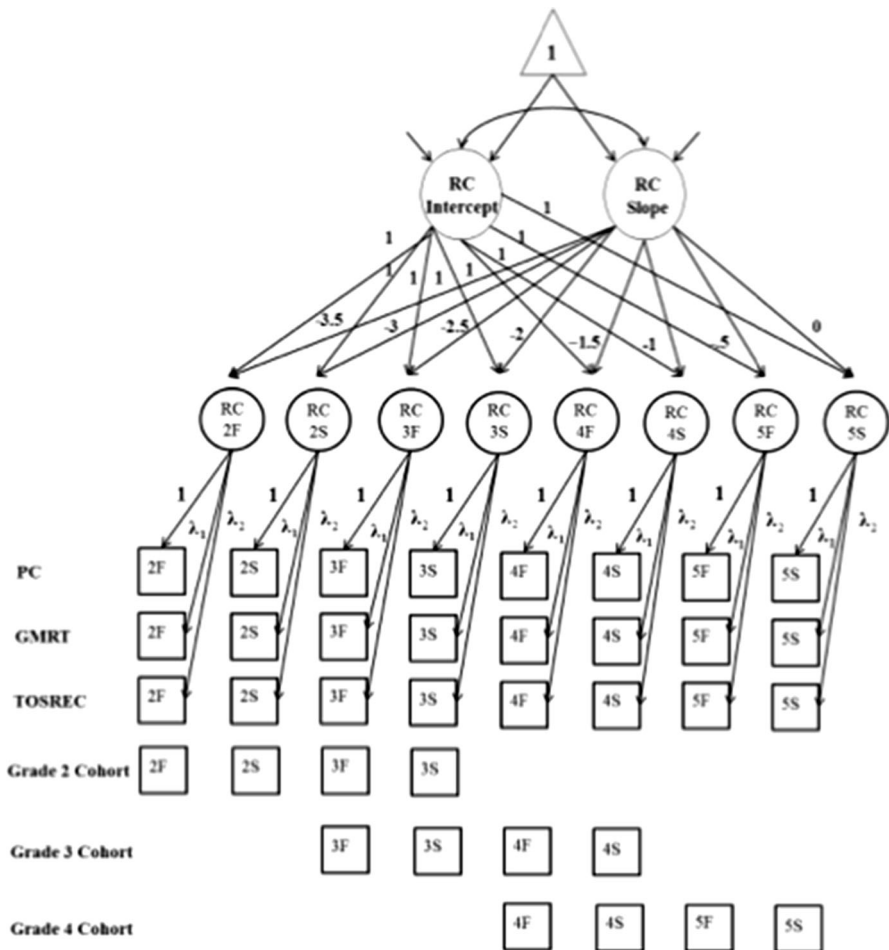 1
RC
Intercept
RC
Slope
1
1
1
1
1
1
1
1
-3.5
-3
-2.5
-2
-1.5
-1
-.5
0
RC
2F
RC
2S
RC
3F
RC
3S
RC
4F
RC
4S
RC
5F
RC
5S
1 λ1 λ2 1 λ1 λ2 1 λ1 λ2 1 λ1 λ2 1 λ1 λ2 1 λ1 λ2 1 λ1 λ2 1 λ1 λ2
PC 2F 2S 3F 3S 4F 4S 5F 5S
GMRT 2F 2S 3F 3S 4F 4S 5F 5S
TOSREC 2F 2S 3F 3S 4F 4S 5F 5S
Grade 2 Cohort 2F 2S 3F 3S
Grade 3 Cohort 3F 3S 4F 4S
Grade 4 Cohort 4F 4S 5F 5S